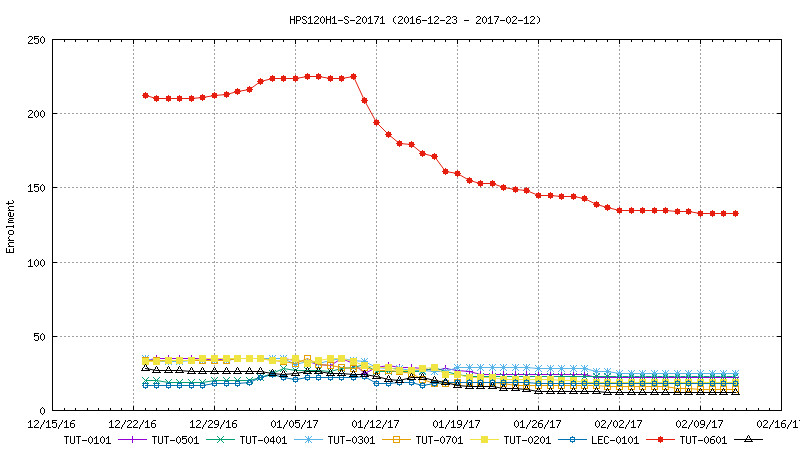 HPS120H1-S-20171 (2016-12-23 - 2017-02-12)
250
200
150
100
50
0
Enrolment
12/15/16 12/22/16 12/29/16 01/05/17 01/12/17 01/19/17 01/26/17 02/02/17 02/09/17 02/16/17
TUT-0101 TUT-0501 TUT-0401 TUT-0301 TUT-0701 TUT-0201 LEC-0101 TUT-0601